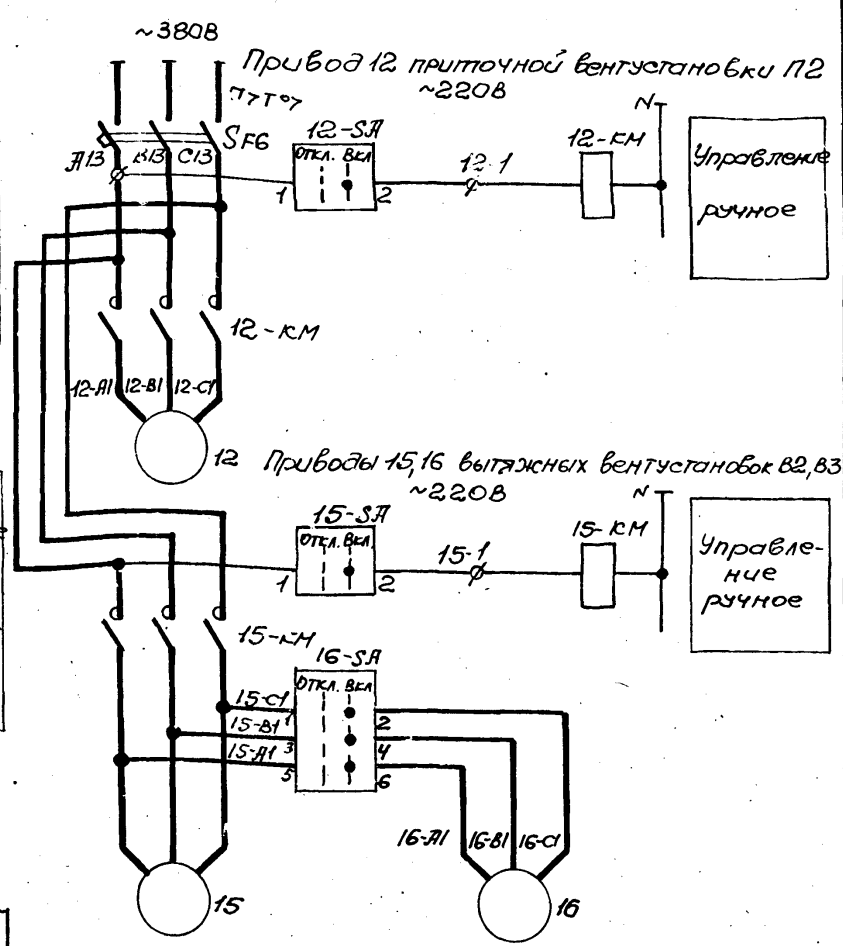 ~380В
Привод 12 приточной вентустановки П2
~220В
N
SF6
12-SA
12-КМ
А13
В13
С13
ОТКЛ. ВКЛ
1
2
12-1
Управление
ручное
12-КМ
12-А1
12-В1
12-С1
12
Приводы 15,16 вытяжных вентустановок В2,В3
~220В
N
15-SA
15-КМ
ОТКЛ. ВКЛ
1
2
15-1
Управле-
ние
ручное
15-КМ
16-SA
ОТКЛ. ВКЛ
15-С1
1
2
15-В1
3
4
15-А1
5
6
16-А1
16-В1
16-С1
15
16